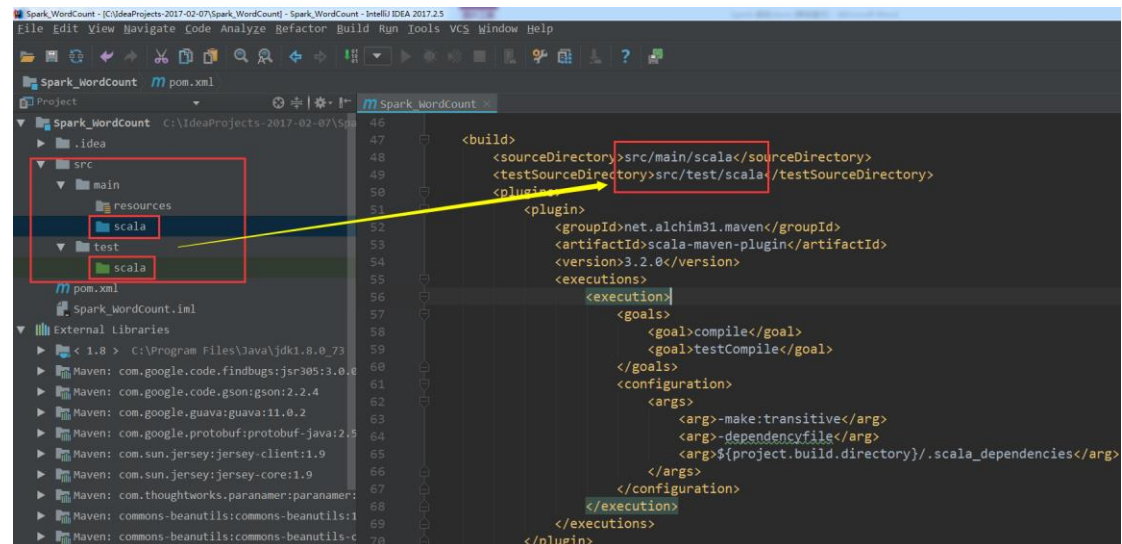 Spark_WordCount - [C:\IdeaProjects-2017-02-07\Spark_WordCount] - Spark_WordCount - IntelliJ IDEA 2017.2.5
File Edit View Navigate Code Analyze Refactor Build Run Tools VCS Window Help
Spark_WordCount m pom.xml
Project
m Spark_WordCount
Spark_WordCount C:\IdeaProjects-2017-02-07\Spa
.idea
src
main
resources
scala
test
scala
m pom.xml
Spark_WordCount.iml
External Libraries
< 1.8 > C:\Program Files\Java\jdk1.8.0_73
Maven: com.google.code.findbugs:jsr305:3.0.0
Maven: com.google.code.gson:gson:2.2.4
Maven: com.google.guava:guava:11.0.2
Maven: com.google.protobuf:protobuf-java:2.5
Maven: com.sun.jersey:jersey-client:1.9
Maven: com.sun.jersey:jersey-core:1.9
Maven: com.thoughtworks.paranamer:paranamer:
Maven: commons-beanutils:commons-beanutils:1
Maven: commons-beanutils:commons-beanutils-c
46
47 <build>
48 <sourceDirectory>src/main/scala</sourceDirectory>
49 <testSourceDirectory>src/test/scala</testSourceDirectory>
50 <plugins>
51 <plugin>
52 <groupId>net.alchim31.maven</groupId>
53 <artifactId>scala-maven-plugin</artifactId>
54 <version>3.2.0</version>
55 <executions>
56 <execution>
57 <goals>
58 <goal>compile</goal>
59 <goal>testCompile</goal>
60 </goals>
61 <configuration>
62 <args>
63 <arg>-make:transitive</arg>
64 <arg>-dependencyfile</arg>
65 <arg>${project.build.directory}/.scala_dependencies</arg>
66 </args>
67 </configuration>
68 </execution>
69 </executions>
70 </plugin>